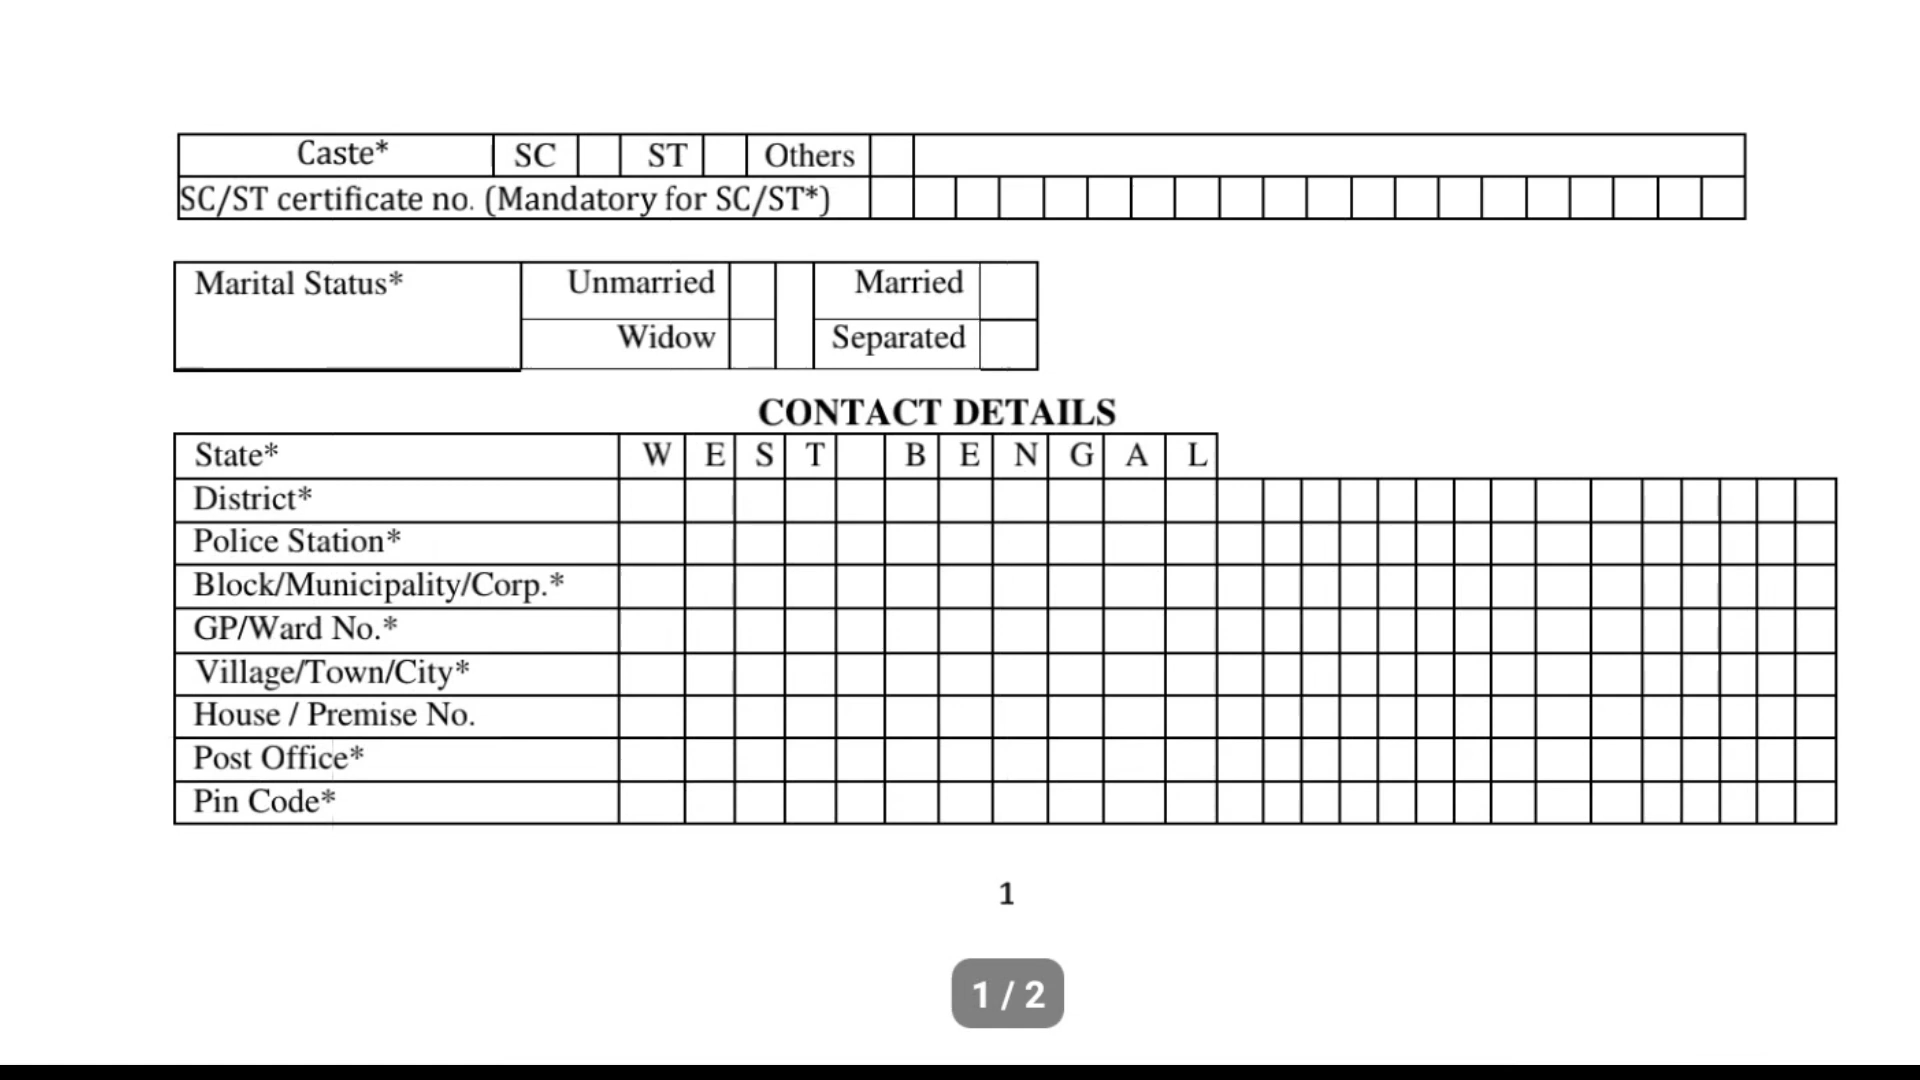 Caste* SC ST Others
SC/ST certificate no. (Mandatory for SC/ST*)
Marital Status* Unmarried Married
Widow Separated
CONTACT DETAILS
State* W E S T B E N G A L
District*
Police Station*
Block/Municipality/Corp.*
GP/Ward No.*
Village/Town/City*
House / Premise No.
Post Office*
Pin Code*
1
1 / 2